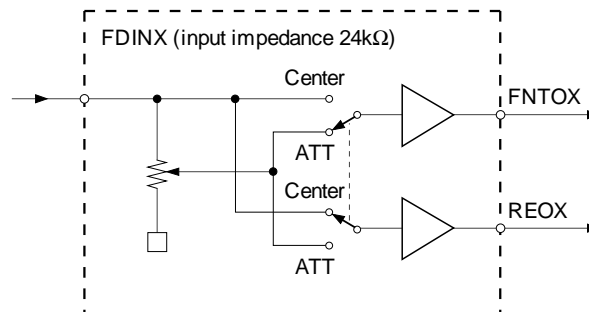 FDINX (input impedance 24kΩ)
Center
FNTOX
ATT
Center
REOX
ATT